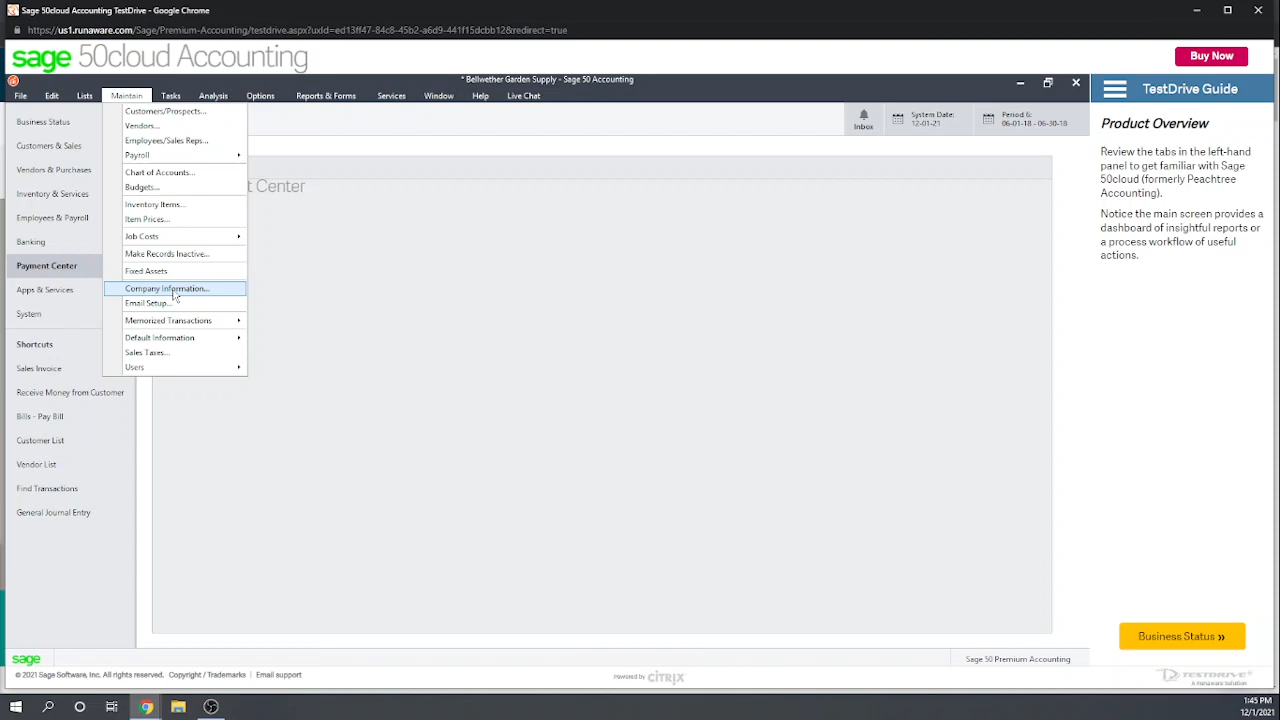 Sage 50cloud Accounting TestDrive - Google Chrome
https://us1.runaware.com/Sage/Premium-Accounting/testdrive.aspx?uxId=ed13ff47-84c8-45b2-a6d9-441f15dcbb12&redirect=true
sage 50cloud Accounting
Buy Now
* Bellwether Garden Supply - Sage 50 Accounting
TestDrive Guide
File Edit Lists Maintain Tasks Analysis Options Reports & Forms Services Window Help Live Chat
Inbox
System Date:
12-01-21
Period 6:
06-01-18 - 06-30-18
Business Status
Customers & Sales
Vendors & Purchases
Inventory & Services
Employees & Payroll
Banking
Payment Center
Apps & Services
System
Shortcuts
Sales Invoice
Receive Money from Customer
Bills - Pay Bill
Customer List
Vendor List
Find Transactions
General Journal Entry
Customers/Prospects...
Vendors...
Employees/Sales Reps...
Payroll
Chart of Accounts...
Budgets...
Inventory Items...
Item Prices...
Job Costs
Make Records Inactive...
Fixed Assets
Company Information...
Email Setup...
Memorized Transactions
Default Information
Sales Taxes...
Users
t Center
Product Overview
Review the tabs in the left-hand
panel to get familiar with Sage
50cloud (formerly Peachtree
Accounting).
Notice the main screen provides a
dashboard of insightful reports or
a process workflow of useful
actions.
Business Status »
sage
Sage 50 Premium Accounting
© 2021 Sage Software, Inc. All rights reserved. Copyright / Trademarks | Email support
Powered by CITRIX
TESTDRIVE®
A Runaware Solution
1:45 PM
12/1/2021